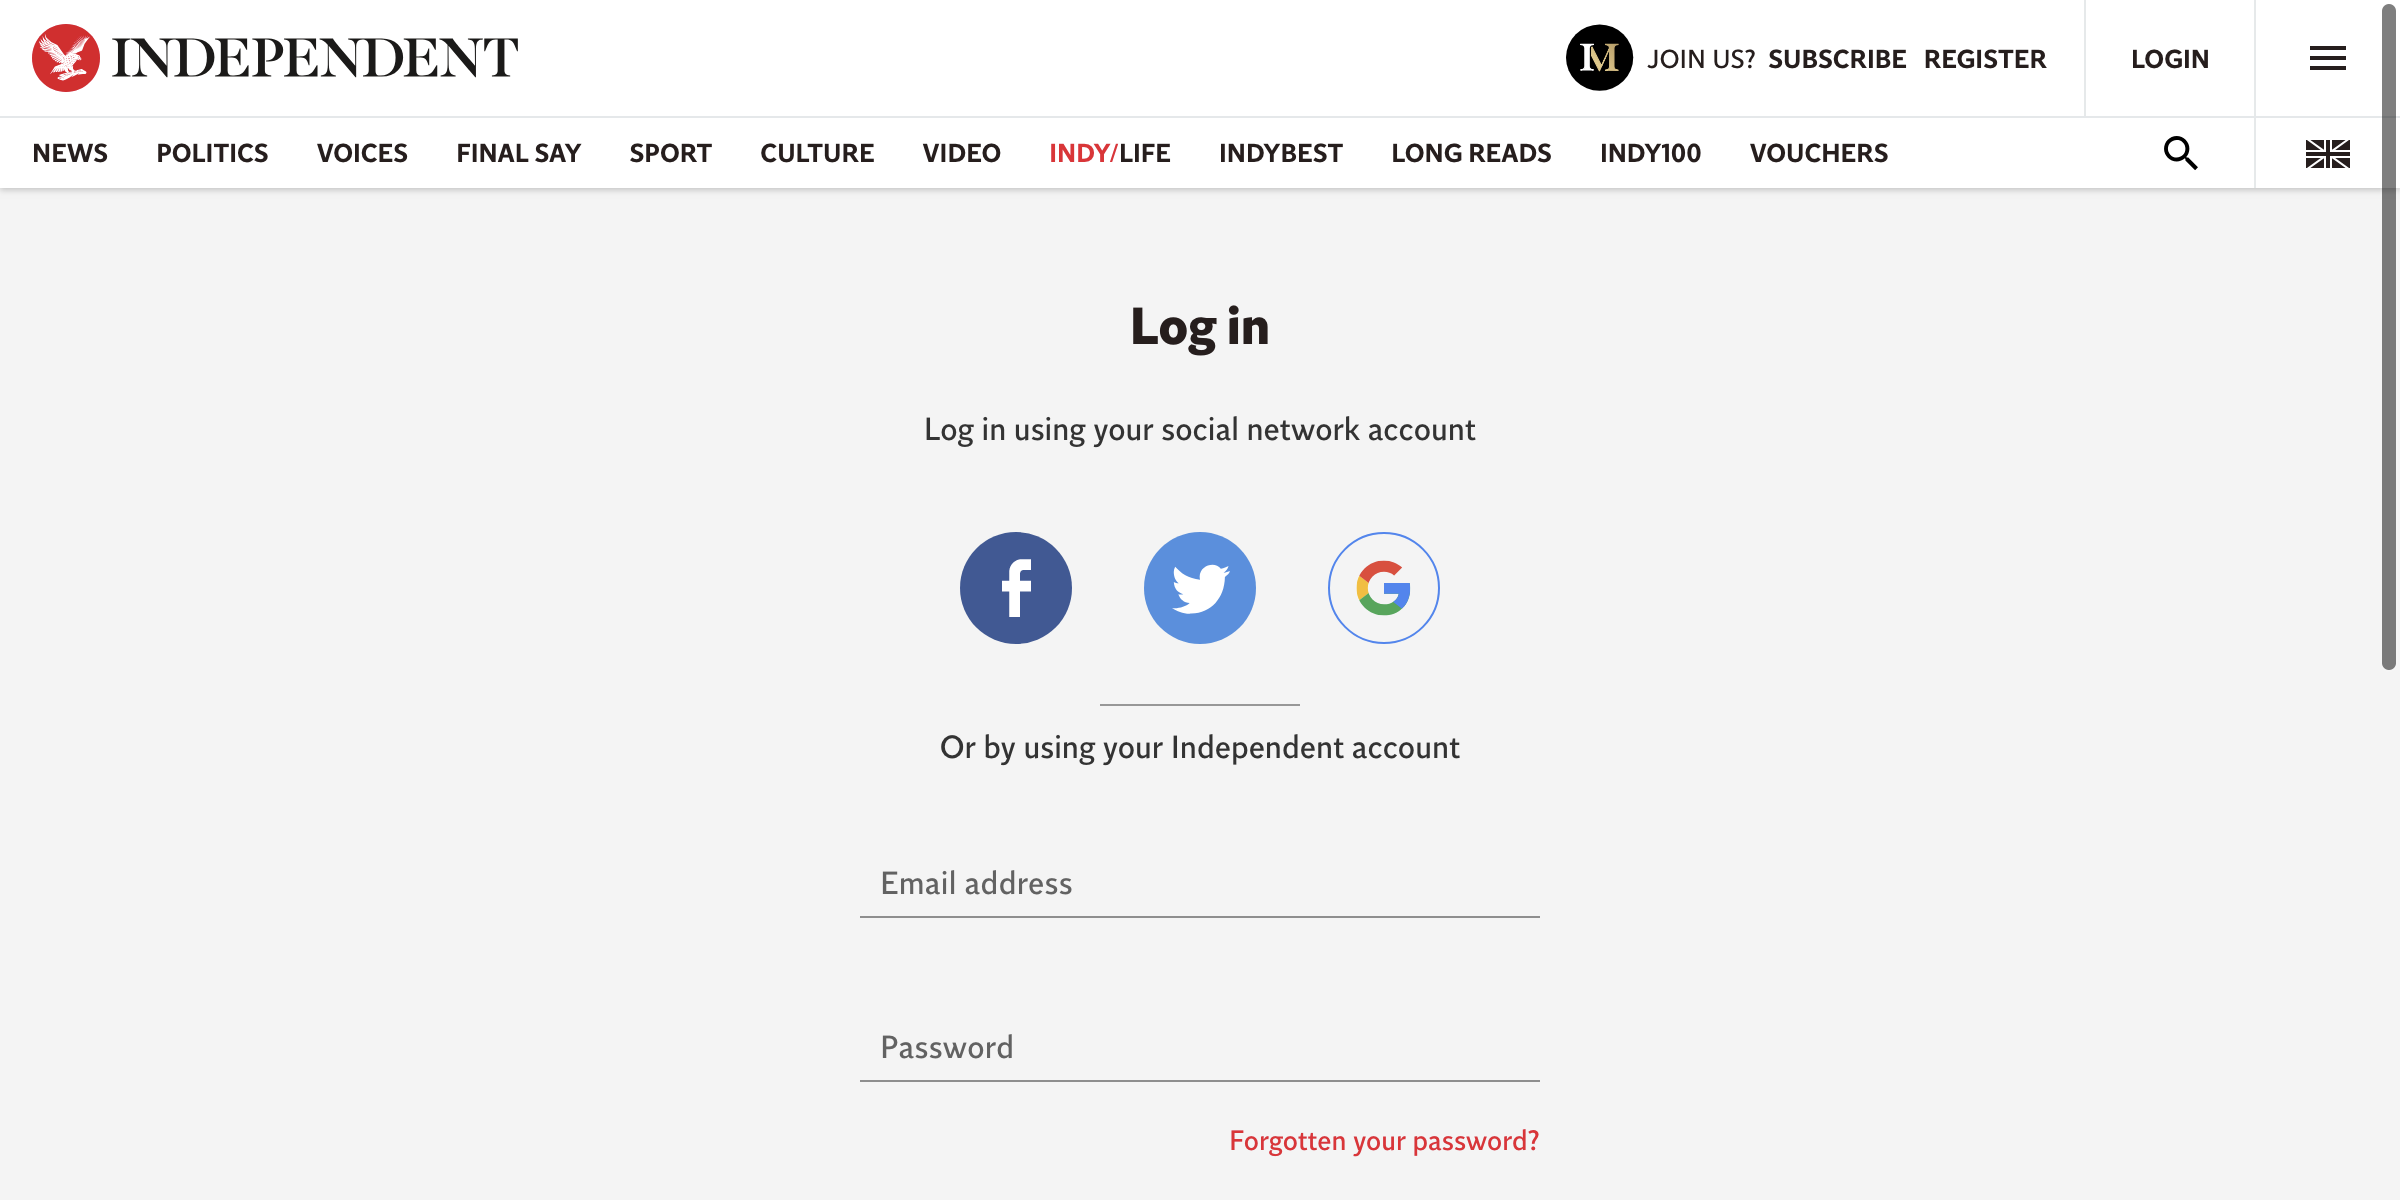 INDEPENDENT
M JOIN US? SUBSCRIBE REGISTER LOGIN
NEWS POLITICS VOICES FINAL SAY SPORT CULTURE VIDEO INDY/LIFE INDYBEST LONG READS INDY100 VOUCHERS
Log in
Log in using your social network account
f G
Or by using your Independent account
Email address
Password
Forgotten your password?